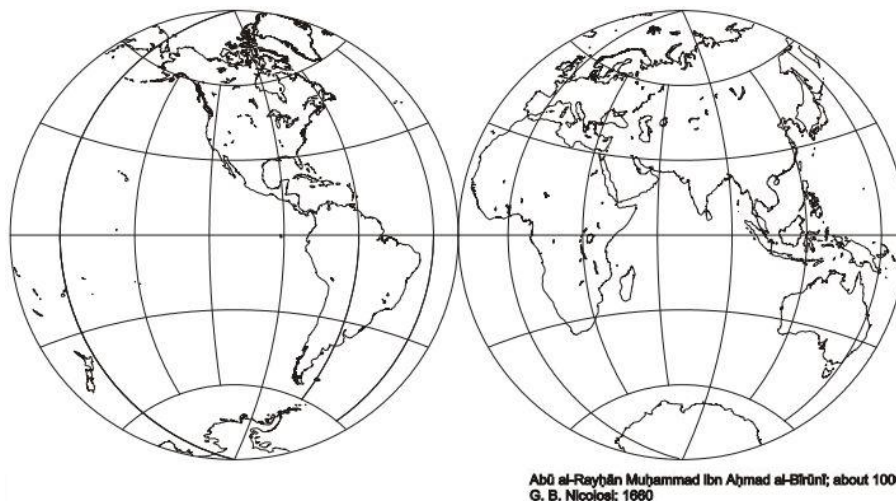 Abū al-Rayḥān Muḥammad Ibn Aḥmad al-Bīrūnī; about 100
G. B. Nicolosi: 1660